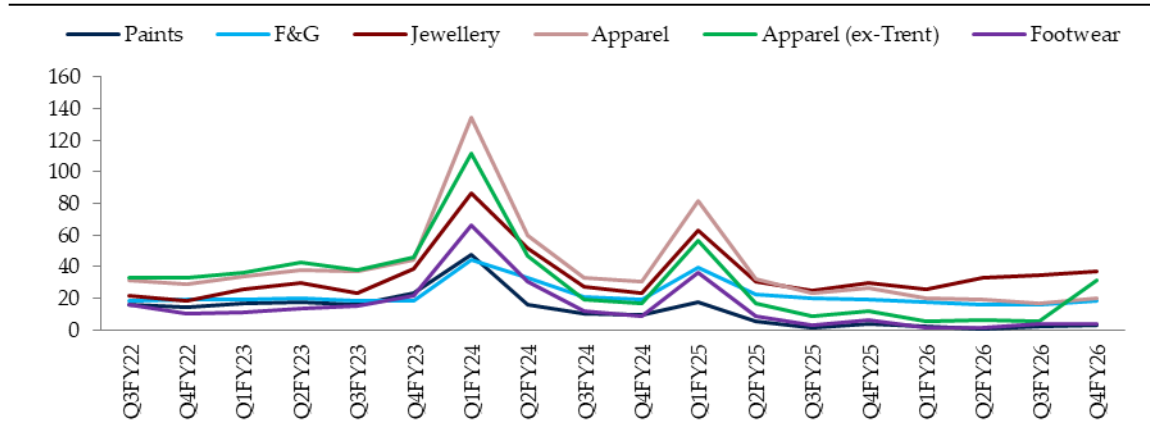 Paints F&G Jewellery Apparel Apparel (ex-Trent) Footwear
160
140
120
100
80
60
40
20
0
Q3FY22
Q4FY22
Q1FY23
Q2FY23
Q3FY23
Q4FY23
Q1FY24
Q2FY24
Q3FY24
Q4FY24
Q1FY25
Q2FY25
Q3FY25
Q4FY25
Q1FY26
Q2FY26
Q3FY26
Q4FY26